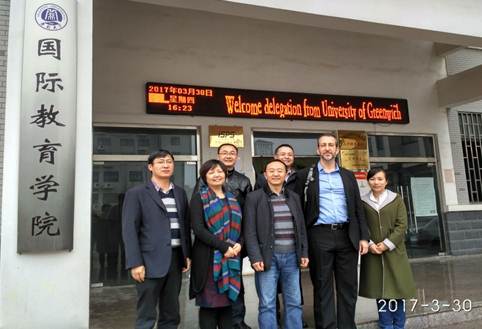 国际教育学院
2017年03月30日
星期四
16:23
Welcome delegation from University of Greenwich
ISPS
2017-3-30